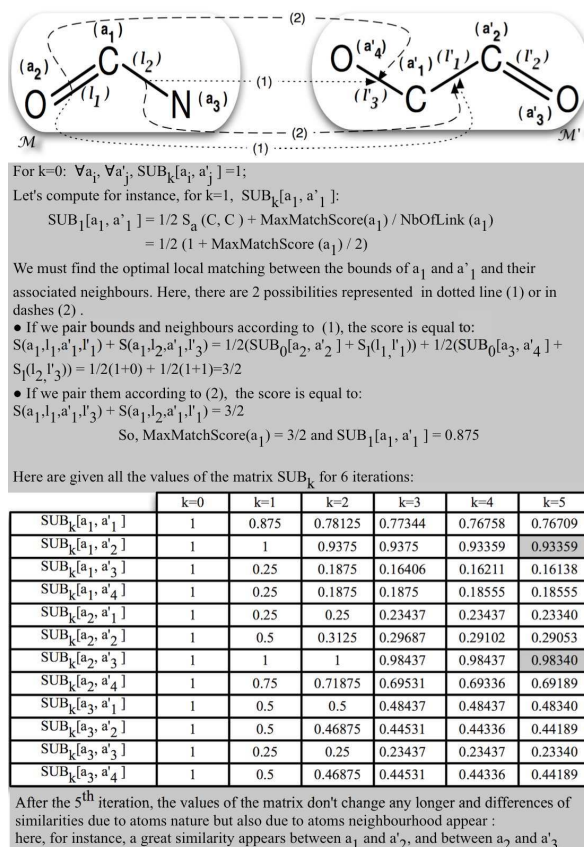 (2)
(a1)
C
(a2)
(l2)
O
(l1)
N
(a3)
M
(1)
(2)
(1)
(a'2)
O
(a'4)
(a'1)
(l'1)
C
(l'2)
(l'3)
C
O
(a'3)
M'
For k=0: ∀ai, ∀a'j, SUBk[ai, a'j ] =1;
Let's compute for instance, for k=1, SUBk[a1, a’1 ]:
SUB1[a1, a’1 ] = 1/2 Sa (C, C ) + MaxMatchScore(a1) / NbOfLink (a1)
= 1/2 (1 + MaxMatchScore (a1) / 2)
We must find the optimal local matching between the bounds of a1 and a’1 and their
associated neighbours. Here, there are 2 possibilities represented in dotted line (1) or in
dashes (2) .
• If we pair bounds and neighbours according to (1), the score is equal to:
S(a1,l1,a'1,l'1) + S(a1,l2,a'1,l'3) = 1/2(SUB0[a2, a'2 ] + Sl(l1,l'1)) + 1/2(SUB0[a3, a'4 ] +
Sl(l2,l'3)) = 1/2(1+0) + 1/2(1+1)=3/2
• If we pair them according to (2), the score is equal to:
S(a1,l1,a'1,l'3) + S(a1,l2,a'1,l'1) = 3/2
So, MaxMatchScore(a1) = 3/2 and SUB1[a1, a'1 ] = 0.875
Here are given all the values of the matrix SUBk for 6 iterations:
k=0 k=1 k=2 k=3 k=4 k=5
SUBk[a1, a'1 ] 1 0.875 0.78125 0.77344 0.76758 0.76709
SUBk[a1, a'2 ] 1 1 0.9375 0.9375 0.93359 0.93359
SUBk[a1, a'3 ] 1 0.25 0.1875 0.16406 0.16211 0.16138
SUBk[a1, a'4 ] 1 0.25 0.1875 0.1875 0.18555 0.18555
SUBk[a2, a'1 ] 1 0.25 0.25 0.23437 0.23437 0.23340
SUBk[a2, a'2 ] 1 0.5 0.3125 0.29687 0.29102 0.29053
SUBk[a2, a'3 ] 1 1 1 0.98437 0.98437 0.98340
SUBk[a2, a'4 ] 1 0.75 0.71875 0.69531 0.69336 0.69189
SUBk[a3, a'1 ] 1 0.5 0.5 0.48437 0.48437 0.48340
SUBk[a3, a'2 ] 1 0.5 0.46875 0.44531 0.44336 0.44189
SUBk[a3, a'3 ] 1 0.25 0.25 0.23437 0.23437 0.23340
SUBk[a3, a'4 ] 1 0.5 0.46875 0.44531 0.44336 0.44189
After the 5th iteration, the values of the matrix don't change any longer and differences of
similarities due to atoms nature but also due to atoms neighbourhood appear :
here, for instance, a great similarity appears between a1 and a'2, and between a2 and a'3